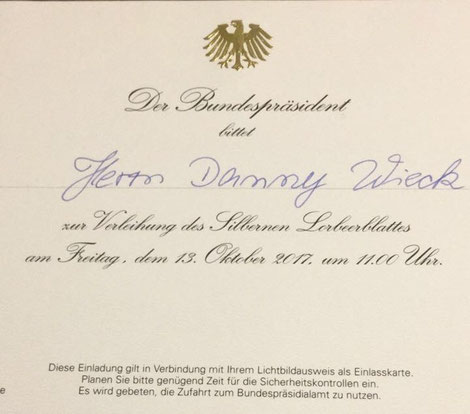 Der Bundespräsident
bittet
Herrn Danny Wieck
zur Verleihung des Silbernen Lorbeerblattes
am Freitag, dem 13. Oktober 2017, um 11.00 Uhr.
Diese Einladung gilt in Verbindung mit Ihrem Lichtbildausweis als Einlasskarte.
Planen Sie bitte genügend Zeit für die Sicherheitskontrollen ein.
Es wird gebeten, die Zufahrt zum Bundespräsidialamt zu nutzen.